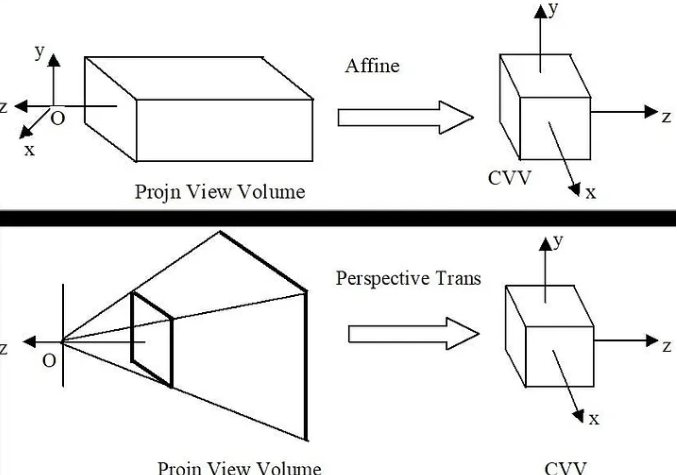 y
Affine
y
z
O
x
z
CVV
x
Projn View Volume
y
Perspective Trans
z
O
z
x
Projn View Volume
CVV